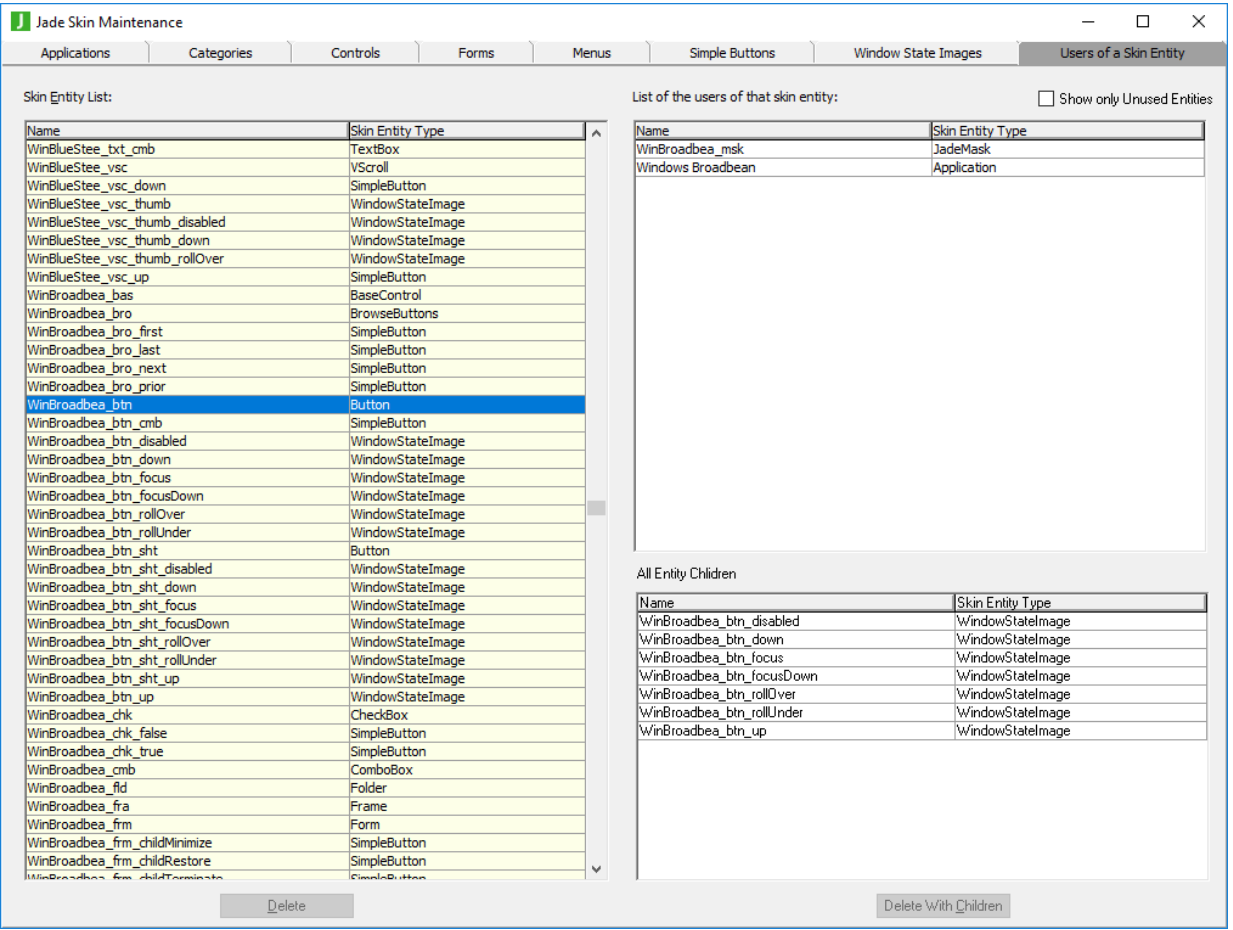 Jade Skin Maintenance
Applications Categories Controls Forms Menus Simple Buttons Window State Images Users of a Skin Entity
Skin Entity List:
Name Skin Entity Type
WinBlueStee_txt_cmb TextBox
WinBlueStee_vsc VScroll
WinBlueStee_vsc_down SimpleButton
WinBlueStee_vsc_thumb WindowStateImage
WinBlueStee_vsc_thumb_disabled WindowStateImage
WinBlueStee_vsc_thumb_down WindowStateImage
WinBlueStee_vsc_thumb_rollOver WindowStateImage
WinBlueStee_vsc_up SimpleButton
WinBroadbea_bas BaseControl
WinBroadbea_bro BrowseButtons
WinBroadbea_bro_first SimpleButton
WinBroadbea_bro_last SimpleButton
WinBroadbea_bro_next SimpleButton
WinBroadbea_bro_prior SimpleButton
WinBroadbea_btn Button
WinBroadbea_btn_cmb SimpleButton
WinBroadbea_btn_disabled WindowStateImage
WinBroadbea_btn_down WindowStateImage
WinBroadbea_btn_focus WindowStateImage
WinBroadbea_btn_focusDown WindowStateImage
WinBroadbea_btn_rollOver WindowStateImage
WinBroadbea_btn_rollUnder WindowStateImage
WinBroadbea_btn_sht Button
WinBroadbea_btn_sht_disabled WindowStateImage
WinBroadbea_btn_sht_down WindowStateImage
WinBroadbea_btn_sht_focus WindowStateImage
WinBroadbea_btn_sht_focusDown WindowStateImage
WinBroadbea_btn_sht_rollOver WindowStateImage
WinBroadbea_btn_sht_rollUnder WindowStateImage
WinBroadbea_btn_sht_up WindowStateImage
WinBroadbea_btn_up WindowStateImage
WinBroadbea_chk CheckBox
WinBroadbea_chk_false SimpleButton
WinBroadbea_chk_true SimpleButton
WinBroadbea_cmb ComboBox
WinBroadbea_fld Folder
WinBroadbea_fra Frame
WinBroadbea_frm Form
WinBroadbea_frm_childMinimize SimpleButton
WinBroadbea_frm_childRestore SimpleButton
WinBroadbea_frm_childTerminate SimpleButton
Delete
List of the users of that skin entity:
Show only Unused Entities
Name Skin Entity Type
WinBroadbea_msk JadeMask
Windows Broadbean Application
All Entity Children
Name Skin Entity Type
WinBroadbea_btn_disabled WindowStateImage
WinBroadbea_btn_down WindowStateImage
WinBroadbea_btn_focus WindowStateImage
WinBroadbea_btn_focusDown WindowStateImage
WinBroadbea_btn_rollOver WindowStateImage
WinBroadbea_btn_rollUnder WindowStateImage
WinBroadbea_btn_up WindowStateImage
Delete With Children